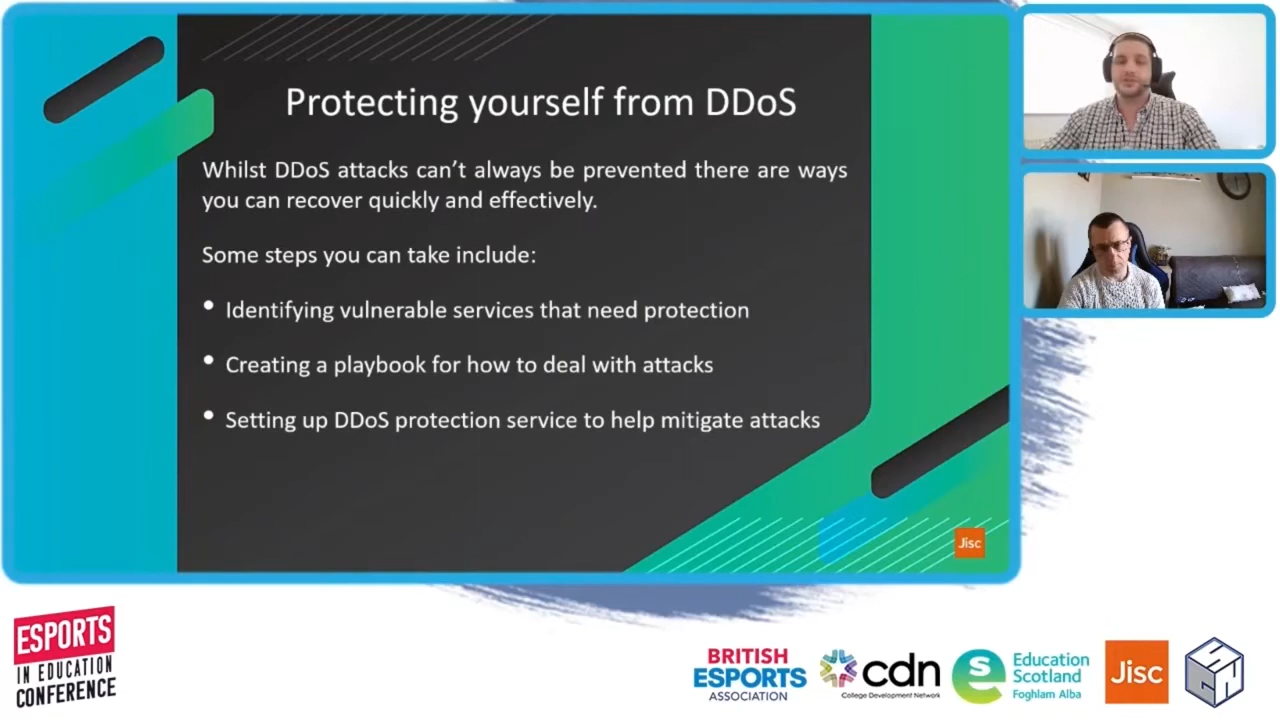 Protecting yourself from DDoS
Whilst DDoS attacks can't always be prevented there are ways
you can recover quickly and effectively.
Some steps you can take include:
• Identifying vulnerable services that need protection
• Creating a playbook for how to deal with attacks
• Setting up DDoS protection service to help mitigate attacks
Jisc
ESPORTS
IN EDUCATION
CONFERENCE
BRITISH
ESPORTS
ASSOCIATION
cdn
College Development Network
Education
Scotland
Foghlam Alba
Jisc